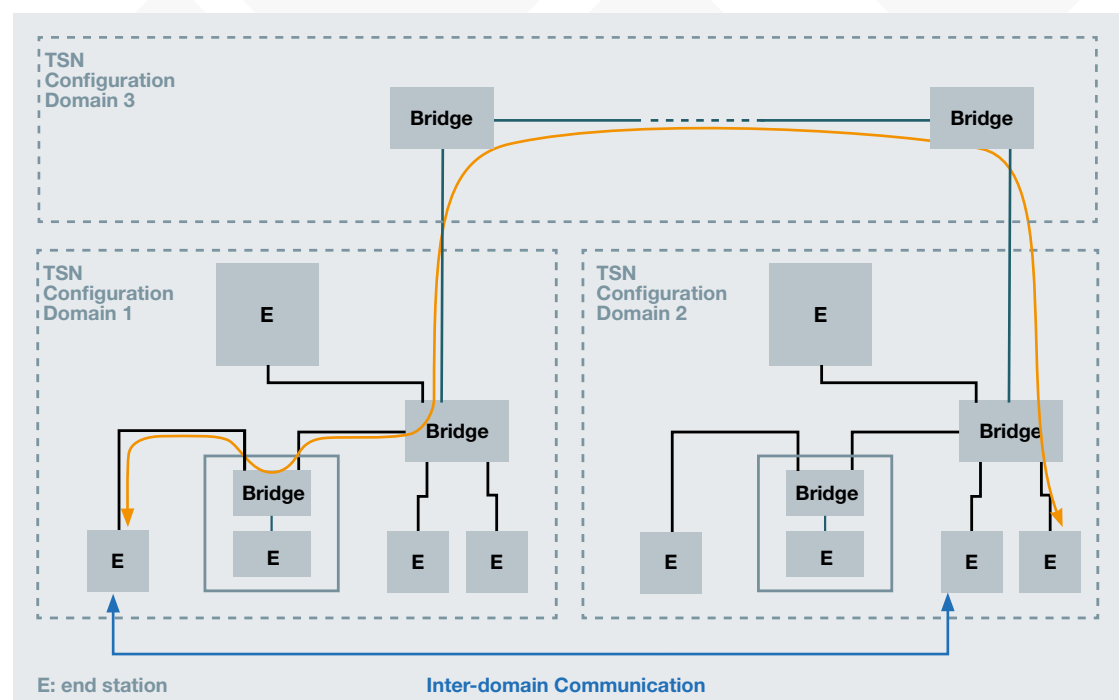 TSN
Configuration
Domain 3
Bridge
Bridge
TSN
Configuration
Domain 1
E
Bridge
Bridge
E
E
E
E
TSN
Configuration
Domain 2
E
Bridge
Bridge
E
E
E
E
E: end station
Inter-domain Communication